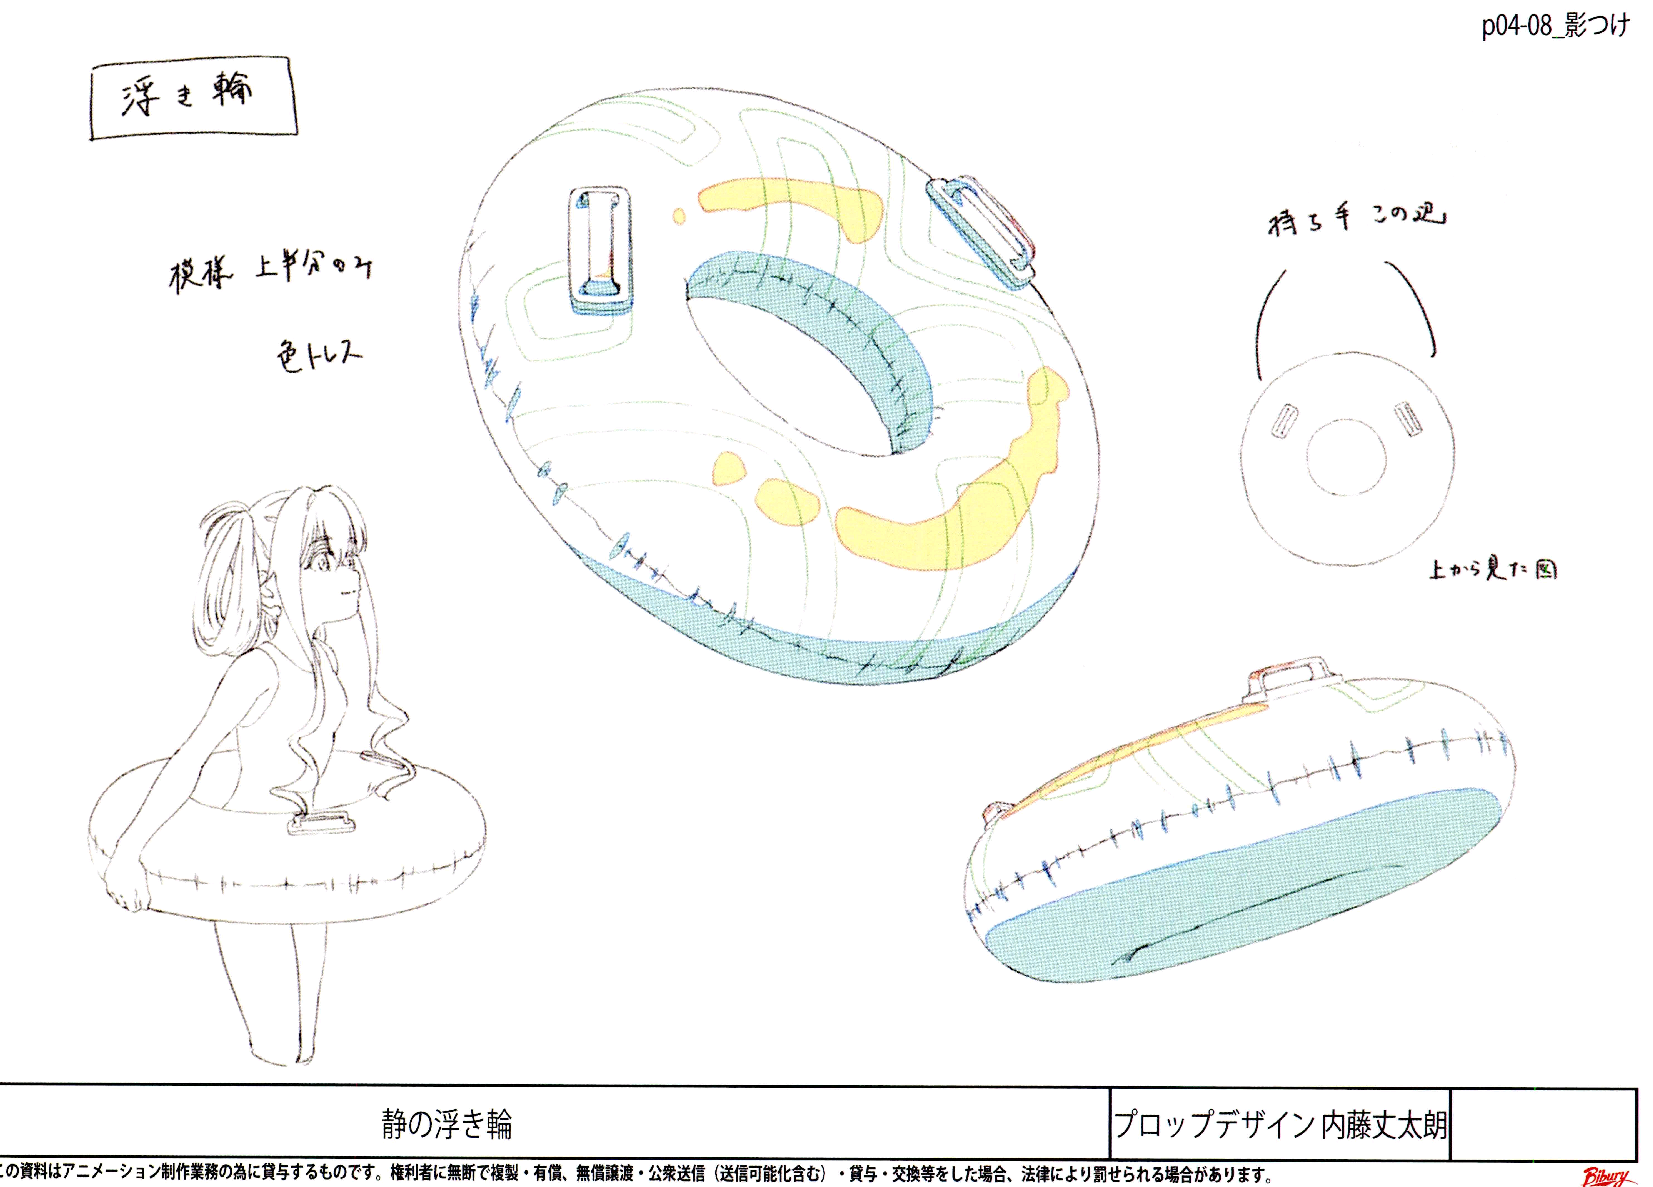 p04-08_影つけ
浮き輪
持ち手 この辺
模様 上半分のみ
色トレス
上から見た図
静の浮き輪
プロップデザイン 内藤丈太朗
この資料はアニメーション制作業務の為に貸与するものです。権利者に無断で複製・有償、無償譲渡・公衆送信（送信可能化含む）・貸与・交換等をした場合、法律により罰せられる場合があります。
Bibury